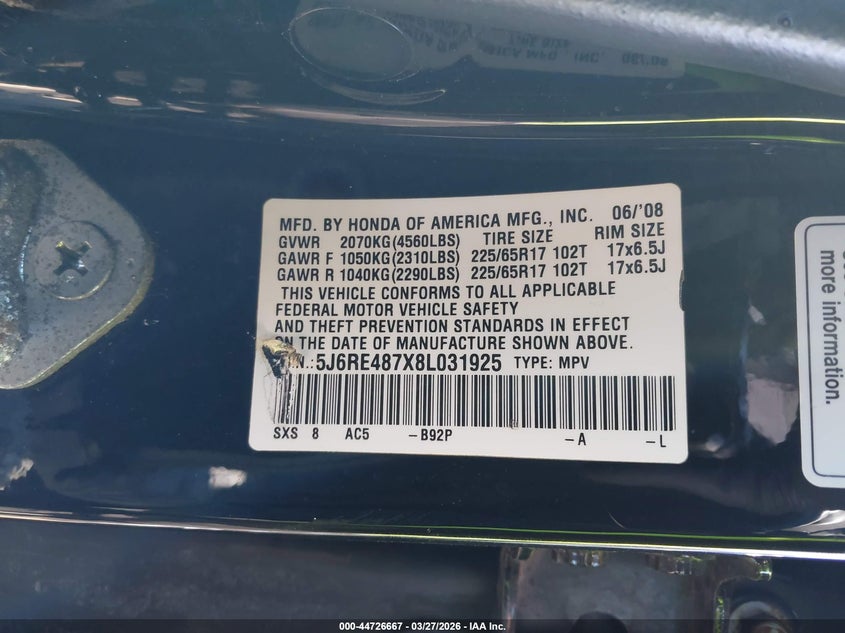 MFD. BY HONDA OF AMERICA MFG., INC. 06/'08
GVWR 2070KG(4560LBS) TIRE SIZE RIM SIZE
GAWR F 1050KG(2310LBS) 225/65R17 102T 17x6.5J
GAWR R 1040KG(2290LBS) 225/65R17 102T 17x6.5J
THIS VEHICLE CONFORMS TO ALL APPLICABLE
FEDERAL MOTOR VEHICLE SAFETY
AND THEFT PREVENTION STANDARDS IN EFFECT
ON THE DATE OF MANUFACTURE SHOWN ABOVE.
N.:5J6RE487X8L031925 TYPE: MPV
SXS 8 AC5 -B92P -A -L
more information.
000-44726667 - 03/27/2026 - IAA Inc.